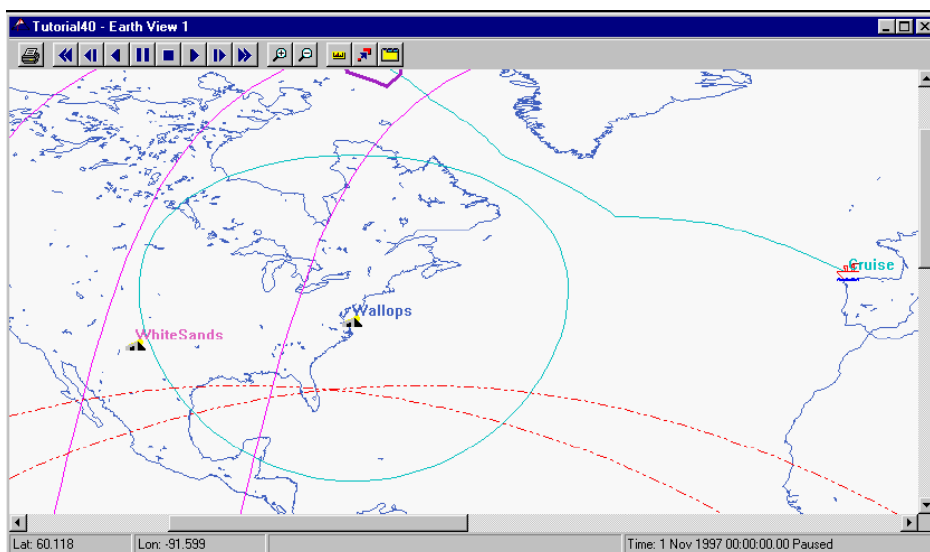 Tutorial40 - Earth View 1
Cruise
Wallops
WhiteSands
Lat: 60.118 Lon: -91.599 Time: 1 Nov 1997 00:00:00.00 Paused